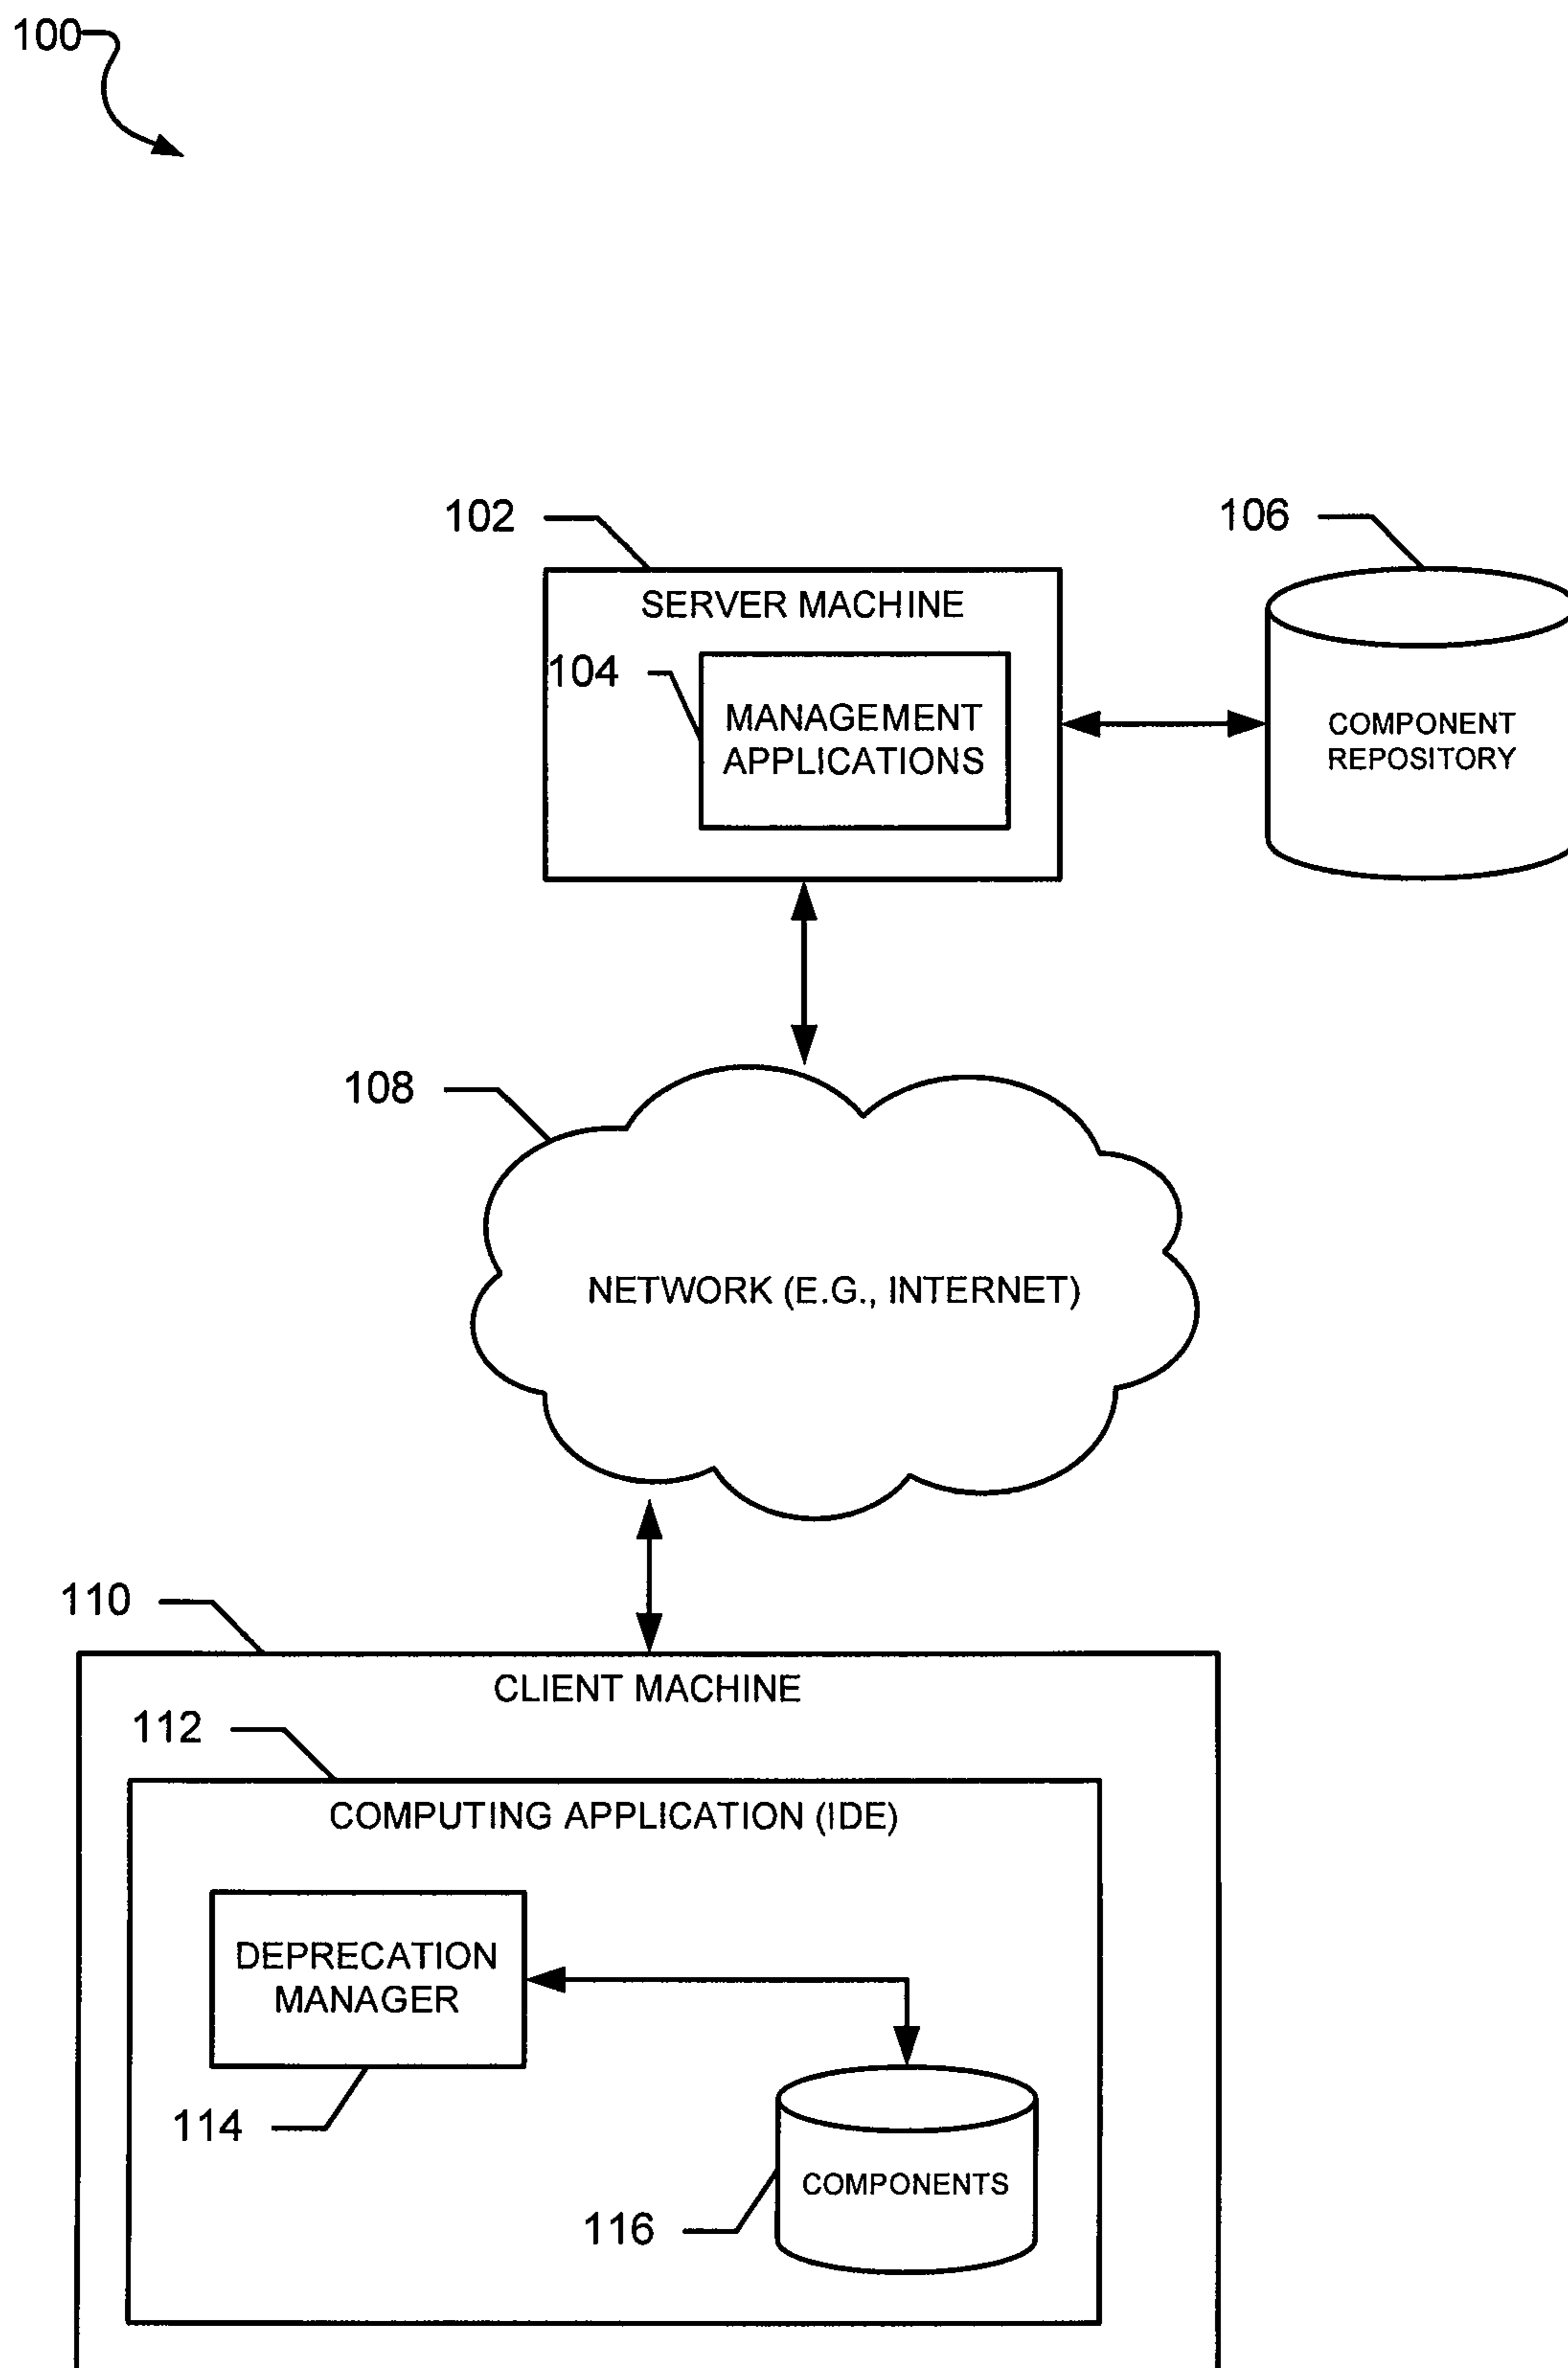 100
102
106
SERVER MACHINE
104
MANAGEMENT
APPLICATIONS
COMPONENT
REPOSITORY
108
NETWORK (E.G., INTERNET)
110
CLIENT MACHINE
112
COMPUTING APPLICATION (IDE)
DEPRECATION
MANAGER
114
COMPONENTS
116